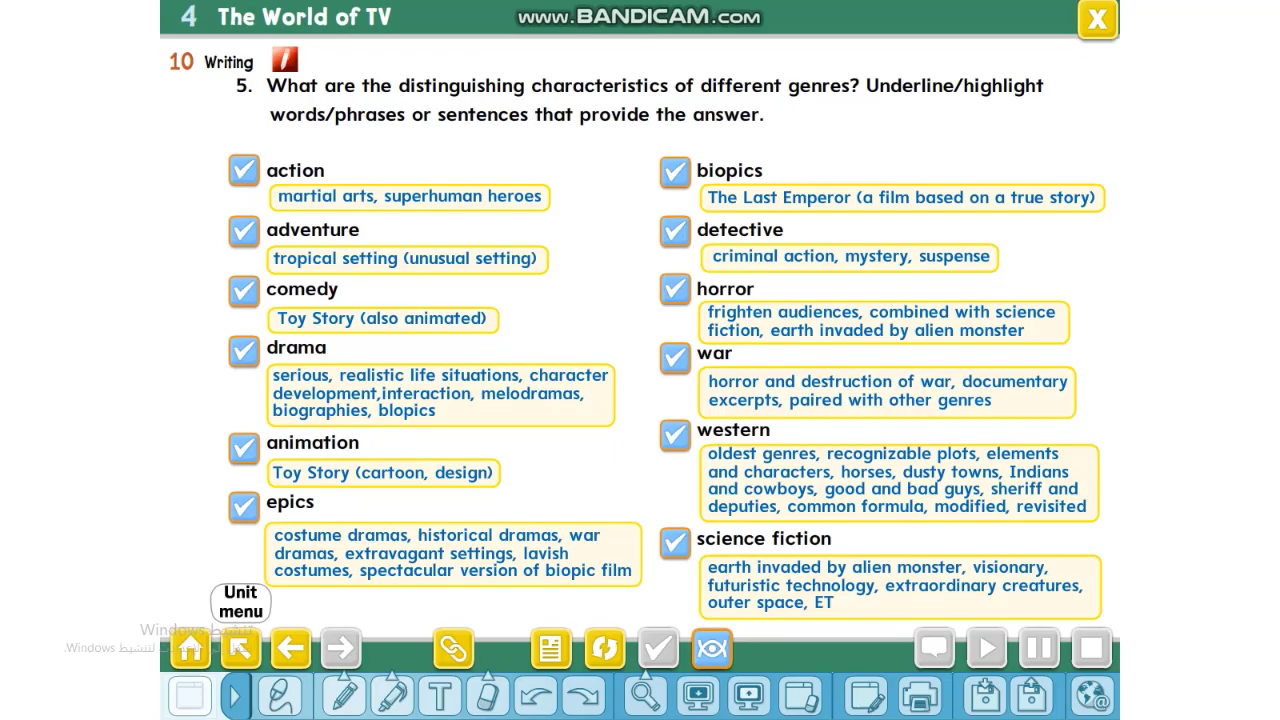 4 The World of TV
www.BANDICAM.com
X
10 Writing
5. What are the distinguishing characteristics of different genres? Underline/highlight
words/phrases or sentences that provide the answer.
action
martial arts, superhuman heroes
adventure
tropical setting (unusual setting)
comedy
Toy Story (also animated)
drama
serious, realistic life situations, character
development,interaction, melodramas,
biographies, blopics
animation
Toy Story (cartoon, design)
epics
costume dramas, historical dramas, war
dramas, extravagant settings, lavish
costumes, spectacular version of biopic film
biopics
The Last Emperor (a film based on a true story)
detective
criminal action, mystery, suspense
horror
frighten audiences, combined with science
fiction, earth invaded by alien monster
war
horror and destruction of war, documentary
excerpts, paired with other genres
western
oldest genres, recognizable plots, elements
and characters, horses, dusty towns, Indians
and cowboys, good and bad guys, sheriff and
deputies, common formula, modified, revisited
science fiction
earth invaded by alien monster, visionary,
futuristic technology, extraordinary creatures,
outer space, ET
Unit
menu
تنشيط Windows
لتنشيط Windows.
T